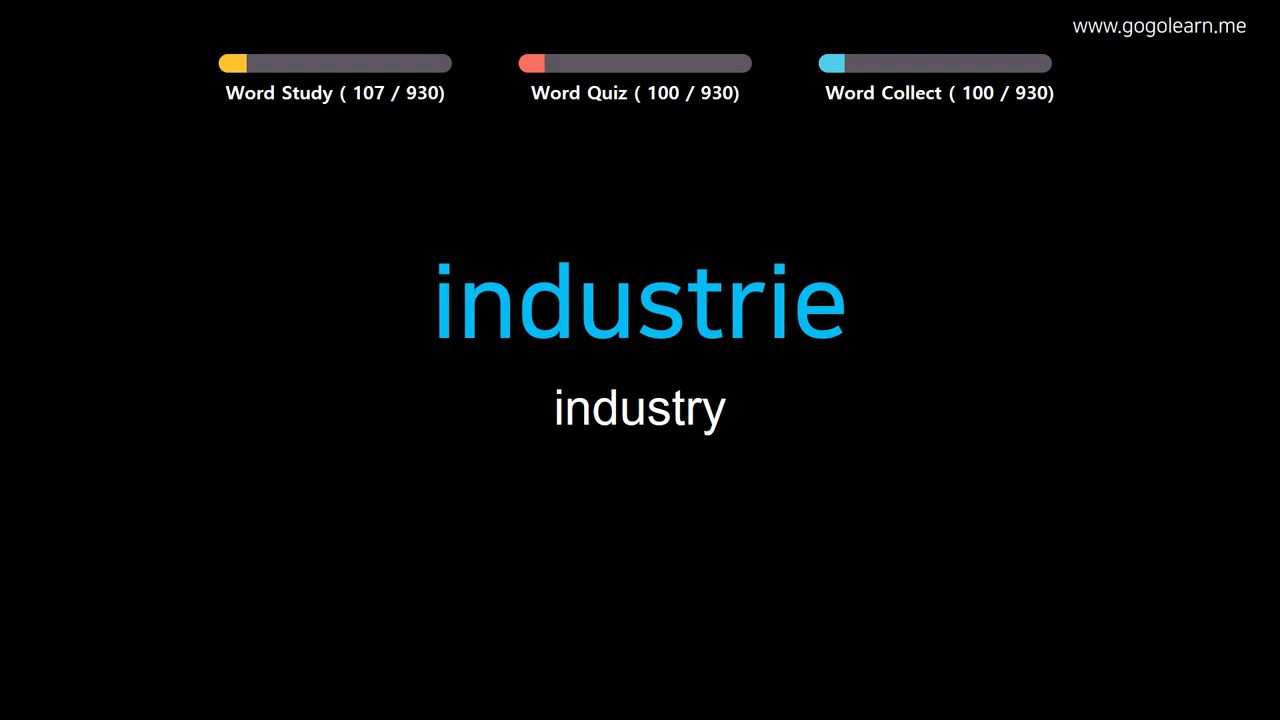 www.gogolearn.me
Word Study ( 107 / 930)
Word Quiz ( 100 / 930)
Word Collect ( 100 / 930)
industrie
industry